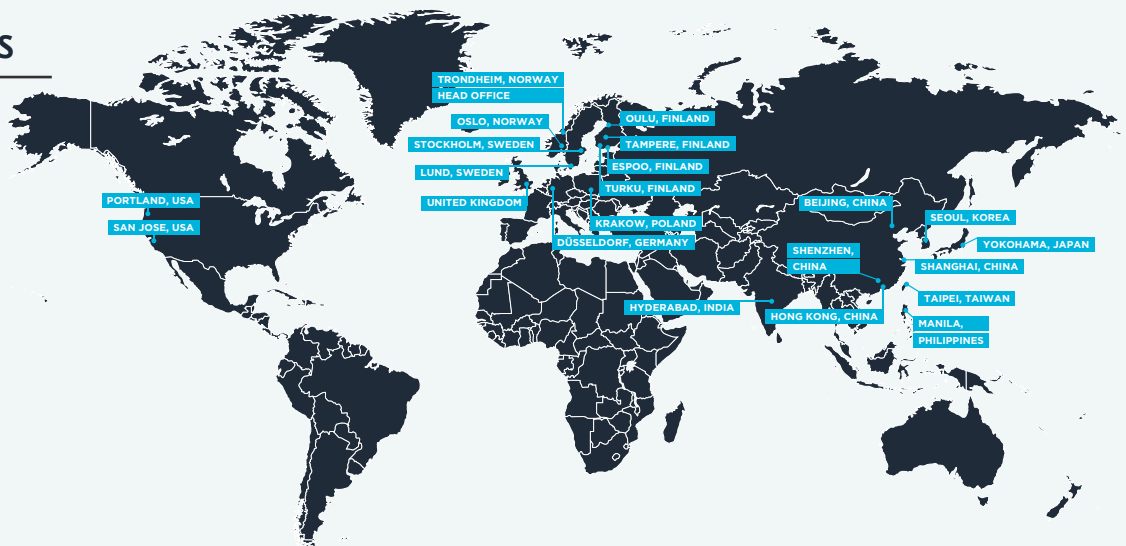 S
TRONDHEIM, NORWAY
HEAD OFFICE
OSLO, NORWAY
STOCKHOLM, SWEDEN
LUND, SWEDEN
UNITED KINGDOM
OULU, FINLAND
TAMPERE, FINLAND
ESPOO, FINLAND
TURKU, FINLAND
KRAKOW, POLAND
DÜSSELDORF, GERMANY
PORTLAND, USA
SAN JOSE, USA
BEIJING, CHINA
SEOUL, KOREA
YOKOHAMA, JAPAN
SHENZHEN,
CHINA
SHANGHAI, CHINA
HYDERABAD, INDIA
HONG KONG, CHINA
TAIPEI, TAIWAN
MANILA,
PHILIPPINES